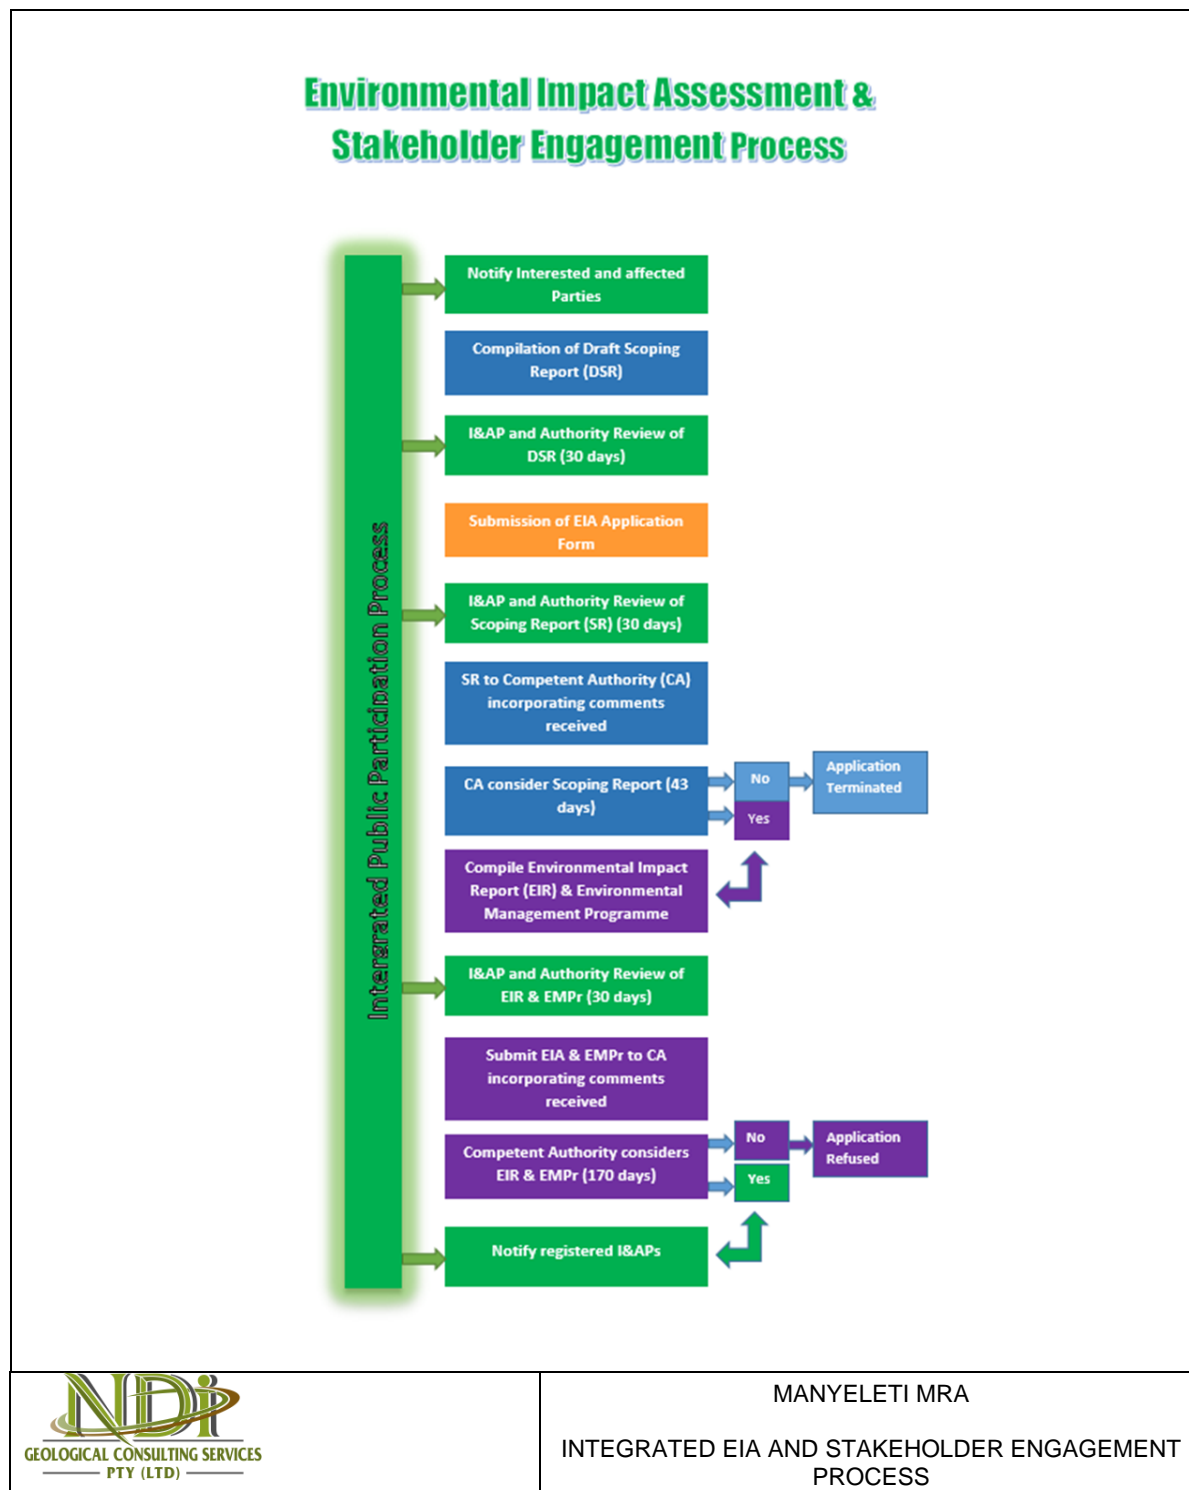 Environmental Impact Assessment &
Stakeholder Engagement Process
Intergrated Public Participation Process
Notify Interested and affected
Parties
Compilation of Draft Scoping
Report (DSR)
I&AP and Authority Review of
DSR (30 days)
Submission of EIA Application
Form
I&AP and Authority Review of
Scoping Report (SR) (30 days)
SR to Competent Authority (CA)
incorporating comments
received
CA consider Scoping Report (43
days)
No
Yes
Application
Terminated
Compile Environmental Impact
Report (EIR) & Environmental
Management Programme
I&AP and Authority Review of
EIR & EMPr (30 days)
Submit EIA & EMPr to CA
incorporating comments
received
Competent Authority considers
EIR & EMPr (170 days)
No
Yes
Application
Refused
Notify registered I&APs
NDi
GEOLOGICAL CONSULTING SERVICES
PTY (LTD)
MANYELETI MRA
INTEGRATED EIA AND STAKEHOLDER ENGAGEMENT
PROCESS